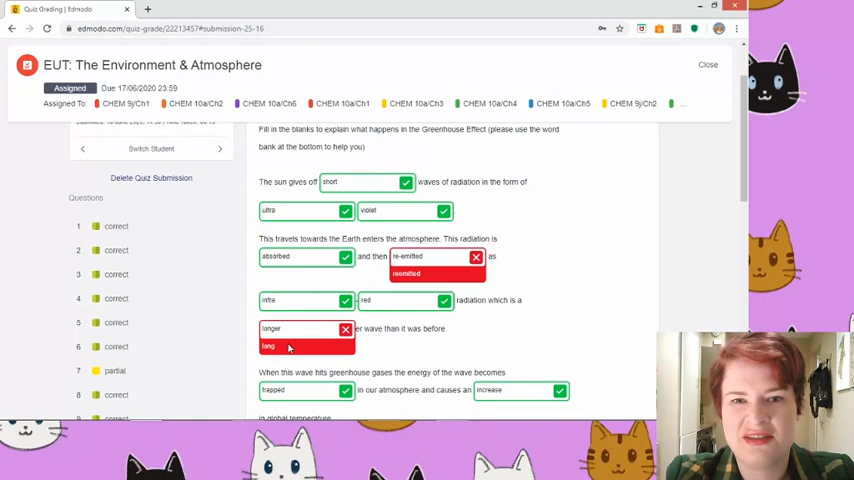 Quiz Grading | Edmodo
edmodo.com/quiz-grade/22213457#submission-25-16
EUT: The Environment & Atmosphere
Close
Assigned Due 17/06/2020 23:59
Assigned To: CHEM 9j/Ch1 CHEM 10a/Ch2 CHEM 10a/Ch6 CHEM 10a/Ch1 CHEM 10a/Ch3 CHEM 10a/Ch4 CHEM 10a/Ch5 CHEM 9j/Ch2 ...
Switch Student
Delete Quiz Submission
Questions
1 correct
2 correct
3 correct
4 correct
5 correct
6 correct
7 partial
8 correct
9 correct
Fill in the blanks to explain what happens in the Greenhouse Effect (please use the word
bank at the bottom to help you)
The sun gives off short waves of radiation in the form of
ultra violet .
This travels towards the Earth enters the atmosphere. This radiation is
absorbed and then re-emitted as
reemitted
infra - red radiation which is a
longer er wave than it was before.
long
When this wave hits greenhouse gases the energy of the wave becomes
trapped in our atmosphere and causes an increase
in global temperature